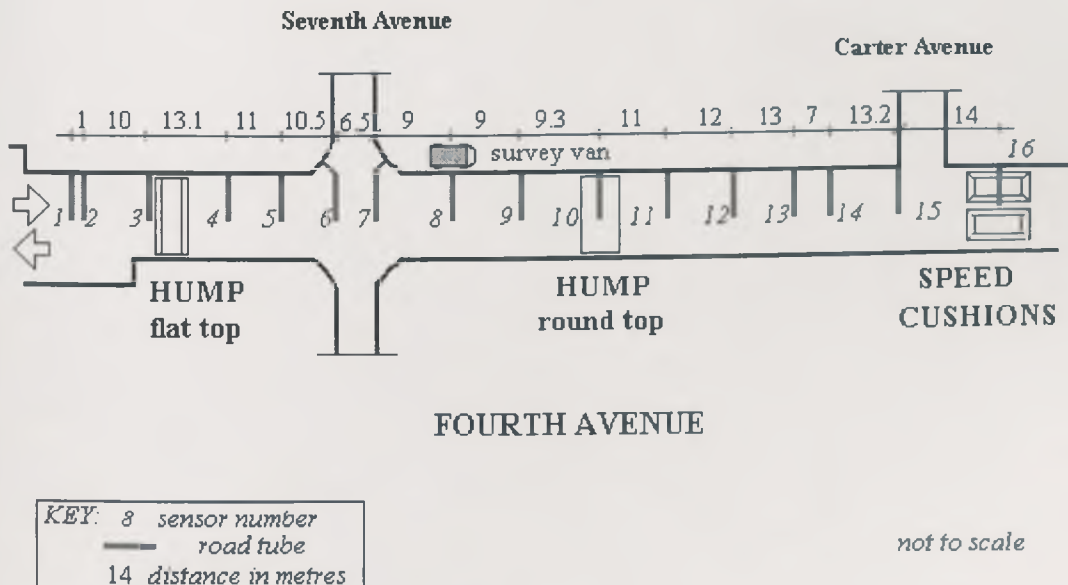 Seventh Avenue
Carter Avenue
1 10 13.1 11 10.5 6.5 9 9 9.3 11 12 13 7 13.2 14
survey van
16
1 2 3 4 5 6 7 8 9 10 11 12 13 14 15
HUMP
flat top
HUMP
round top
SPEED
CUSHIONS
FOURTH AVENUE
KEY: 8 sensor number
road tube
14 distance in metres
not to scale